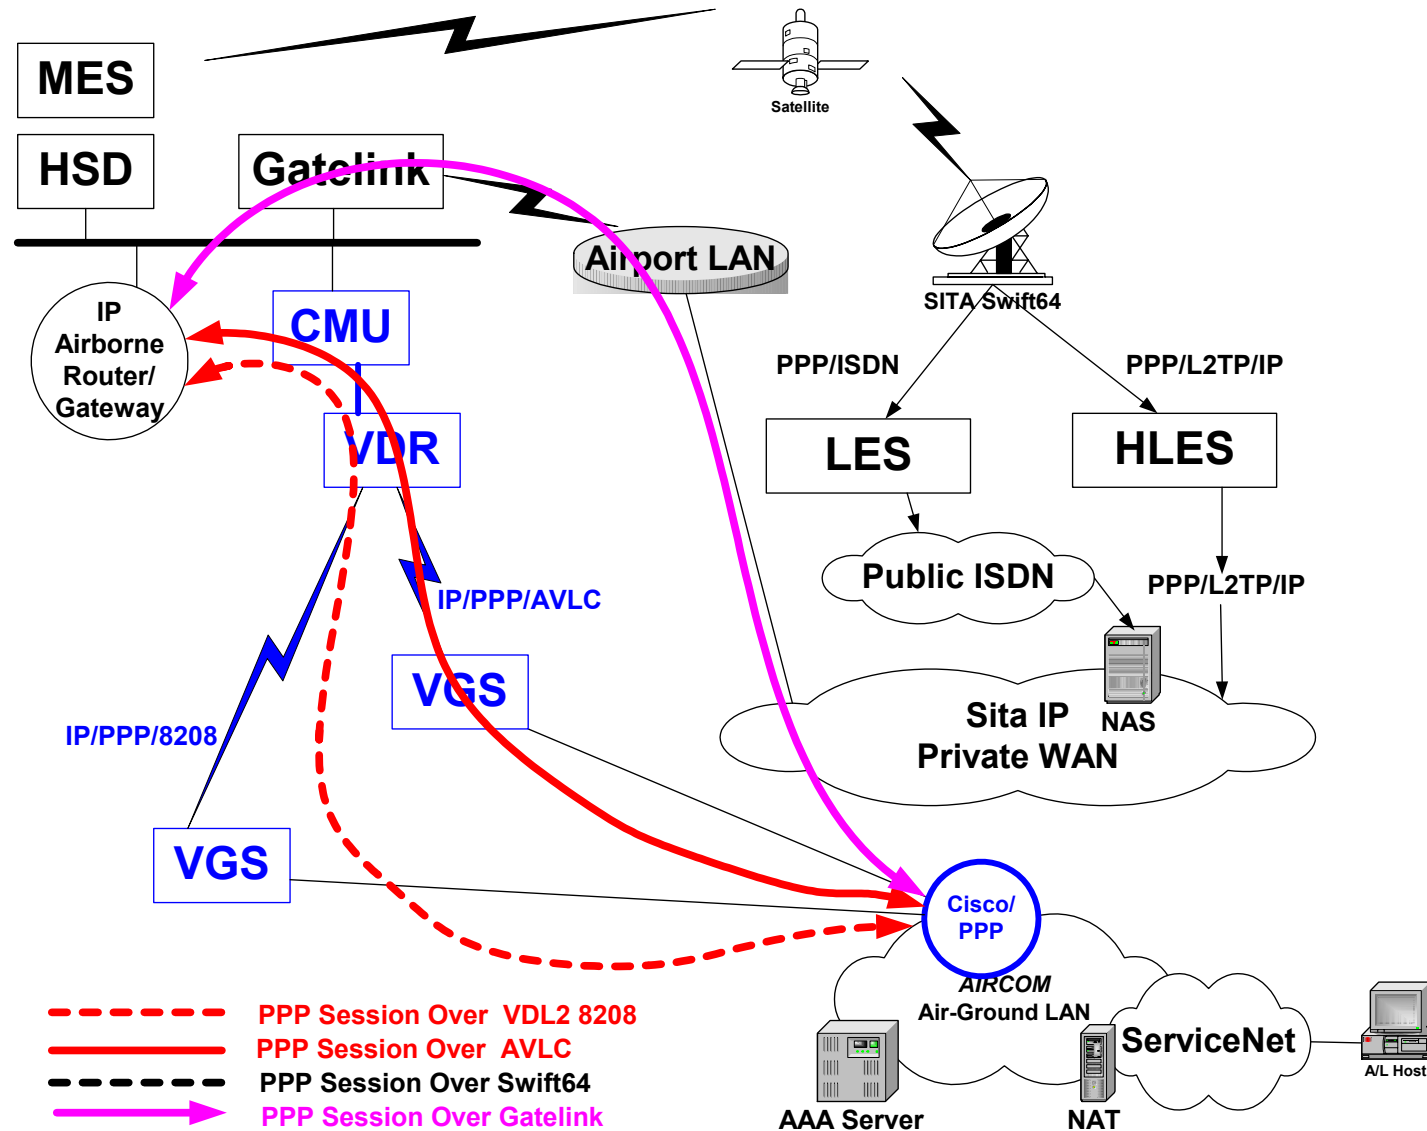 MES
Satellite
HSD
Gatelink
Airport LAN
SITA Swift64
IP
Airborne
Router/
Gateway
CMU
PPP/ISDN
PPP/L2TP/IP
VDR
LES
HLES
Public ISDN
PPP/L2TP/IP
IP/PPP/AVLC
VGS
NAS
Sita IP
Private WAN
IP/PPP/8208
VGS
Cisco/
PPP
AIRCOM
Air-Ground LAN
ServiceNet
A/L Host
AAA Server
NAT
PPP Session Over VDL2 8208
PPP Session Over AVLC
PPP Session Over Swift64
PPP Session Over Gatelink